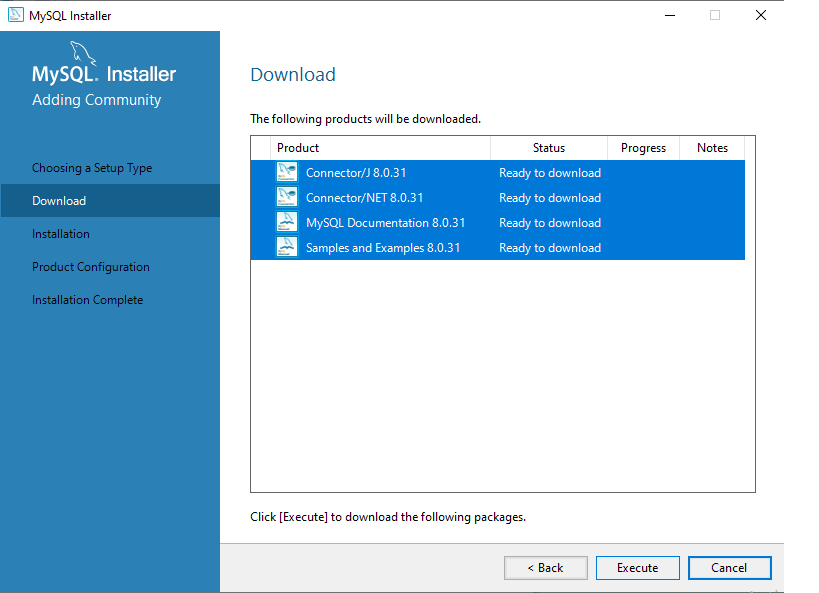 MySQL Installer
MySQL. Installer
Adding Community
Choosing a Setup Type
Download
Installation
Product Configuration
Installation Complete
Download
The following products will be downloaded.
Product Status Progress Notes
Connector/J 8.0.31 Ready to download
Connector/NET 8.0.31 Ready to download
MySQL Documentation 8.0.31 Ready to download
Samples and Examples 8.0.31 Ready to download
Click [Execute] to download the following packages.
< Back Execute Cancel